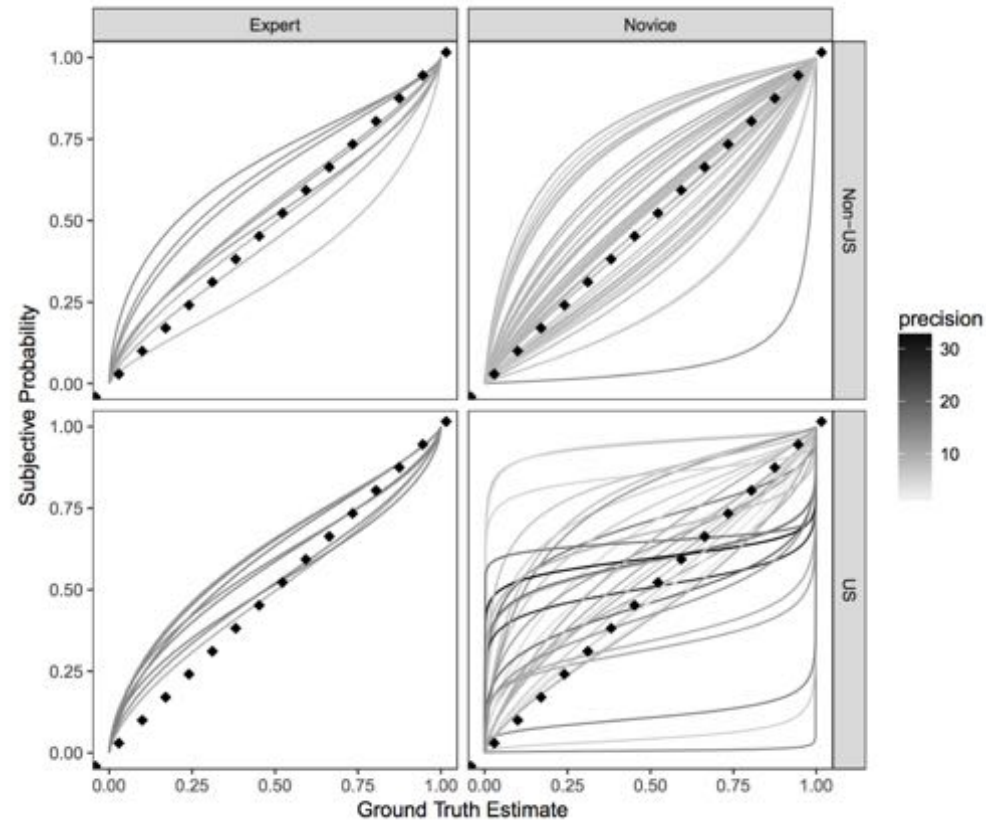 Expert
Novice
1.00
0.75
0.50
0.25
0.00
Non-US
1.00
0.75
0.50
0.25
0.00
US
Subjective Probability
0.00 0.25 0.50 0.75 1.00
0.00 0.25 0.50 0.75 1.00
Ground Truth Estimate
precision
30
20
10